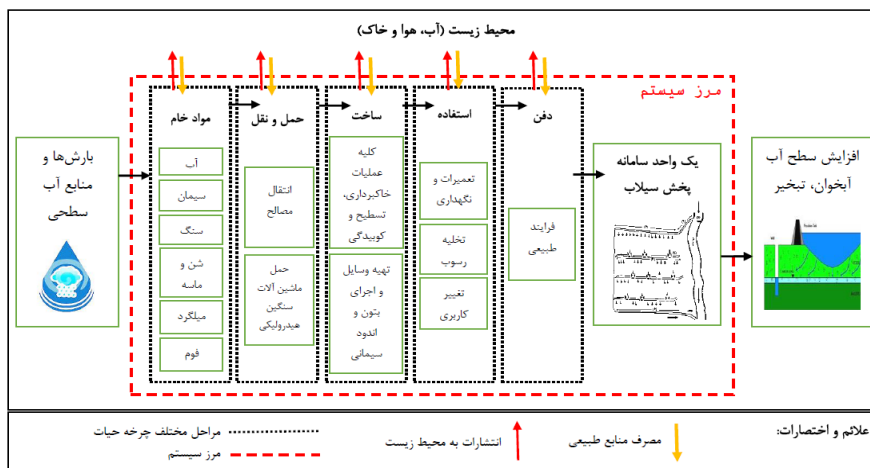 محیط زیست (آب، هوا و خاک)
مرز سیستم
بارش‌ها و
منابع آب
سطحی
مواد خام
آب
سیمان
سنگ
شن و
ماسه
میلگرد
فوم
حمل و نقل
انتقال
مصالح
حمل
ماشین آلات
سنگین
هیدرولیکی
ساخت
کلیه
عملیات
خاکبرداری،
تسطیح و
کوبیدگی
تهیه وسایل
و اجرای
بتون و
اندود
سیمانی
استفاده
تعمیرات و
نگهداری
تخلیه
رسوب
تغییر
کاربری
دفن
فرایند
طبیعی
یک واحد سامانه
پخش سیلاب
افزایش سطح آب
آبخوان، تبخیر
علائم و اختصارات:
مصرف منابع طبیعی
انتشارات به محیط زیست
مراحل مختلف چرخه حیات
مرز سیستم